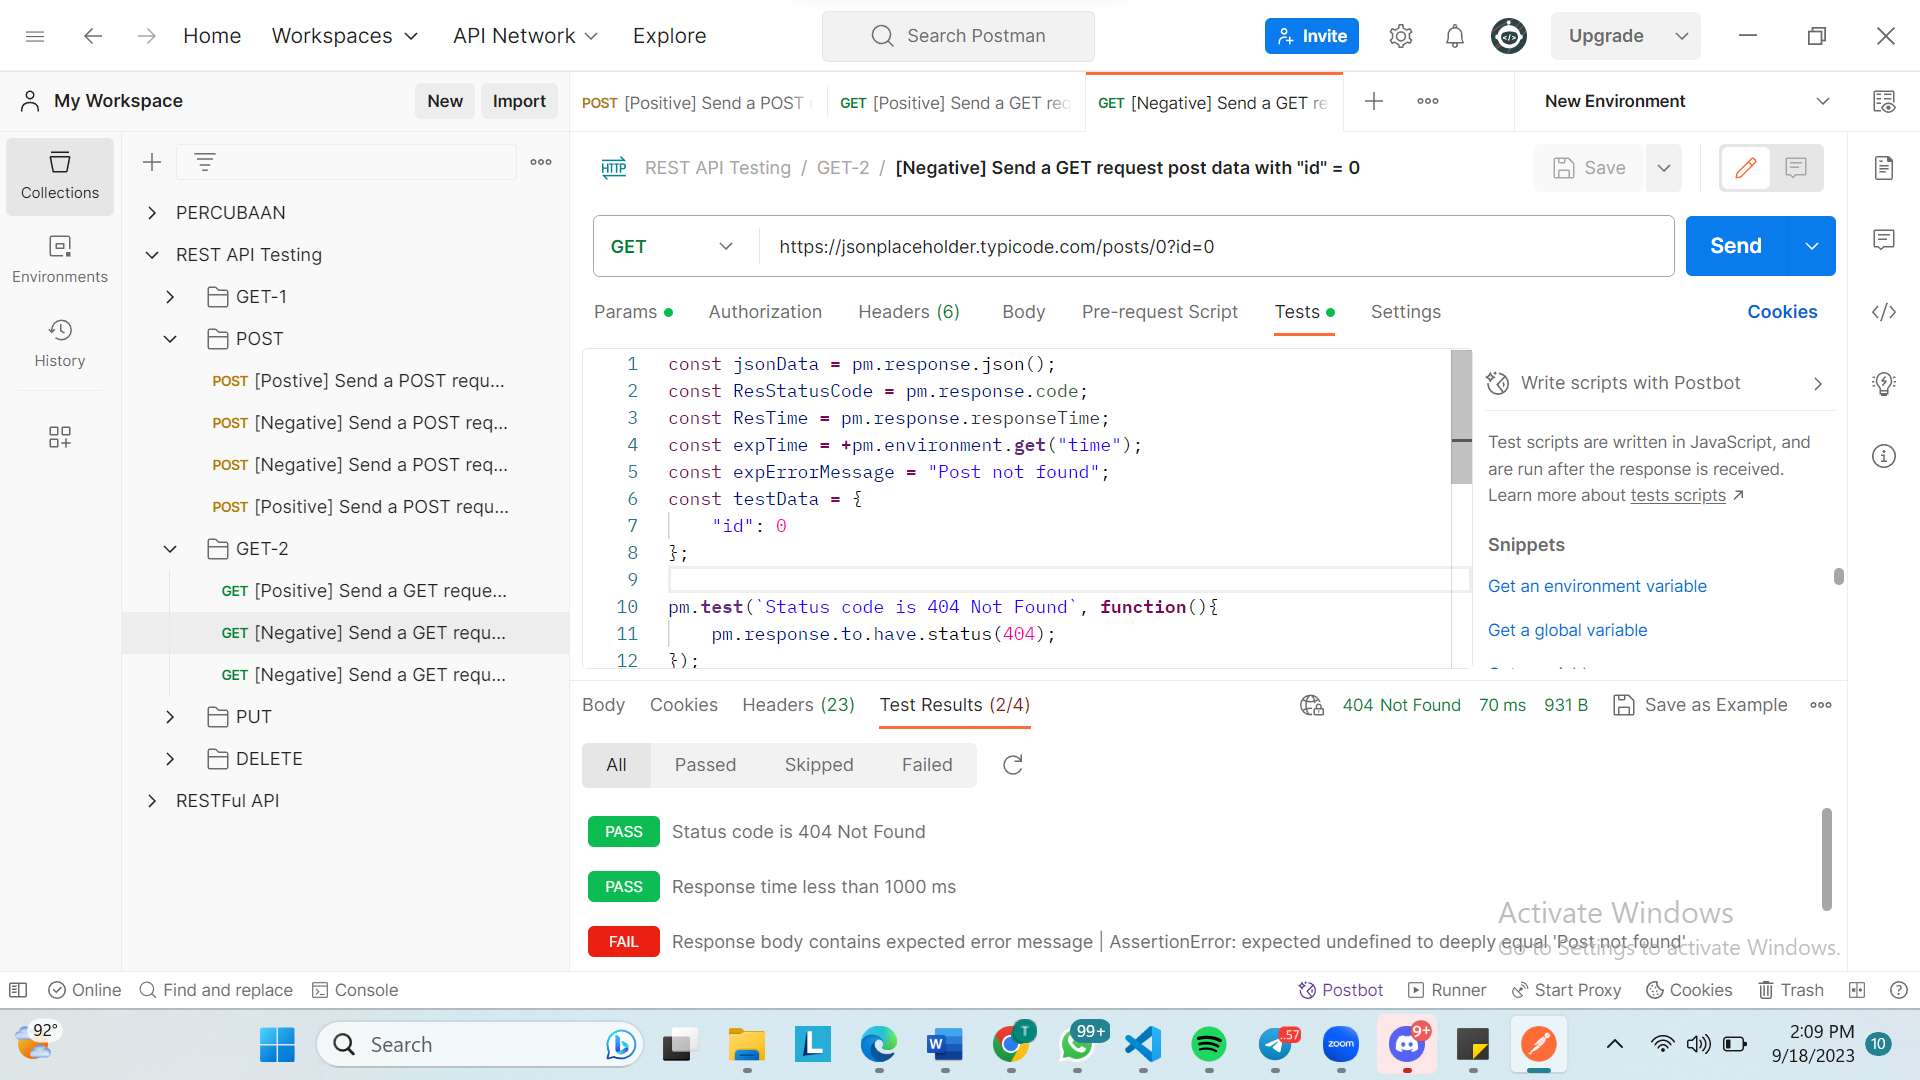 Home
Workspaces
API Network
Explore
Search Postman
Invite
Upgrade
My Workspace
New
Import
POST [Positive] Send a POST
GET [Positive] Send a GET req
GET [Negative] Send a GET re
New Environment
Collections
Environments
History
PERCUBAAN
REST API Testing
GET-1
POST
POST [Postive] Send a POST requ...
POST [Negative] Send a POST req...
POST [Negative] Send a POST req...
POST [Positive] Send a POST requ...
GET-2
GET [Positive] Send a GET reque...
GET [Negative] Send a GET requ...
GET [Negative] Send a GET requ...
PUT
DELETE
RESTFul API
HTTP REST API Testing / GET-2 / [Negative] Send a GET request post data with "id" = 0
Save
GET
https://jsonplaceholder.typicode.com/posts/0?id=0
Send
Params
Authorization
Headers (6)
Body
Pre-request Script
Tests
Settings
Cookies
1 const jsonData = pm.response.json();
2 const ResStatusCode = pm.response.code;
3 const ResTime = pm.response.responseTime;
4 const expTime = +pm.environment.get("time");
5 const expErrorMessage = "Post not found";
6 const testData = {
7 "id": 0
8 };
9
10 pm.test(`Status code is 404 Not Found`, function(){
11 pm.response.to.have.status(404);
12 });
Write scripts with Postbot
Test scripts are written in JavaScript, and
are run after the response is received.
Learn more about tests scripts ↗
Snippets
Get an environment variable
Get a global variable
Body
Cookies
Headers (23)
Test Results (2/4)
404 Not Found
70 ms
931 B
Save as Example
All
Passed
Skipped
Failed
PASS Status code is 404 Not Found
PASS Response time less than 1000 ms
FAIL Response body contains expected error message | AssertionError: expected undefined to deeply equal 'Post not found'
Activate Windows
Go to Settings to activate Windows.
Online
Find and replace
Console
Postbot
Runner
Start Proxy
Cookies
Trash
92°
Search
L
W
T
99+
57
zoom
9+
2:09 PM
9/18/2023
10